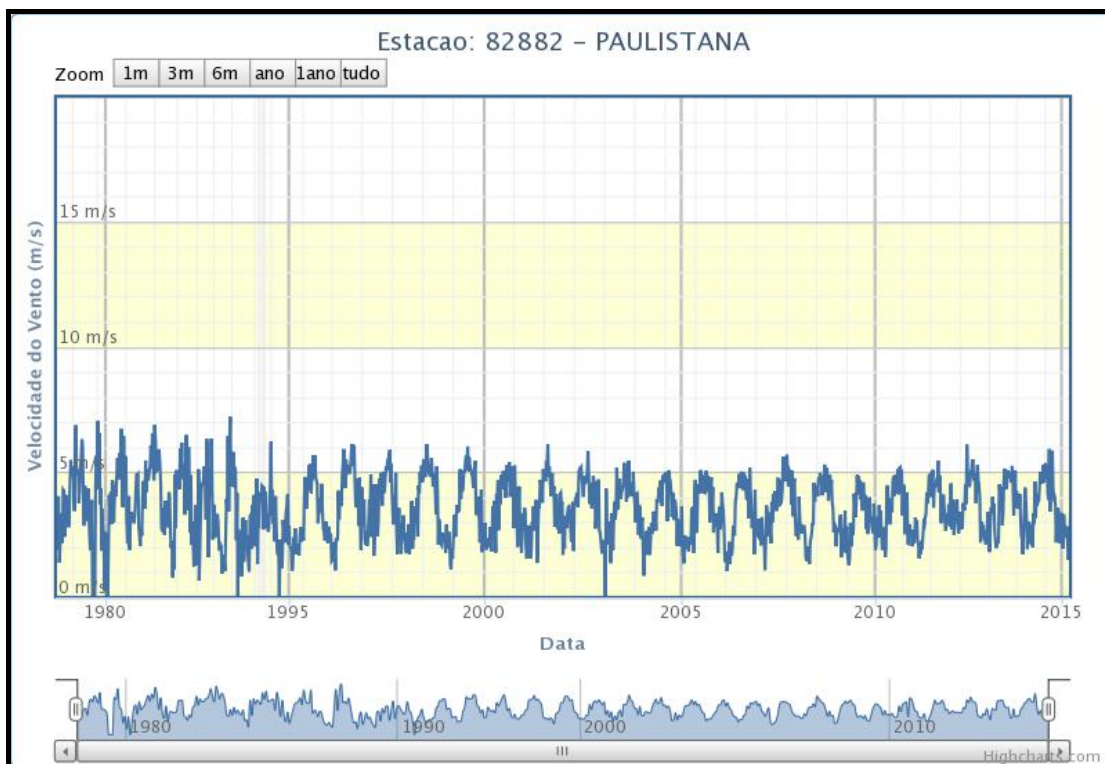 Estacao: 82882 – PAULISTANA
Zoom 1m 3m 6m ano 1ano tudo
Velocidade do Vento (m/s)
15 m/s
10 m/s
5 m/s
0 m/s
1980 1995 2000 2005 2010 2015
Data
1980 1990 2000 2010
Highcharts.com